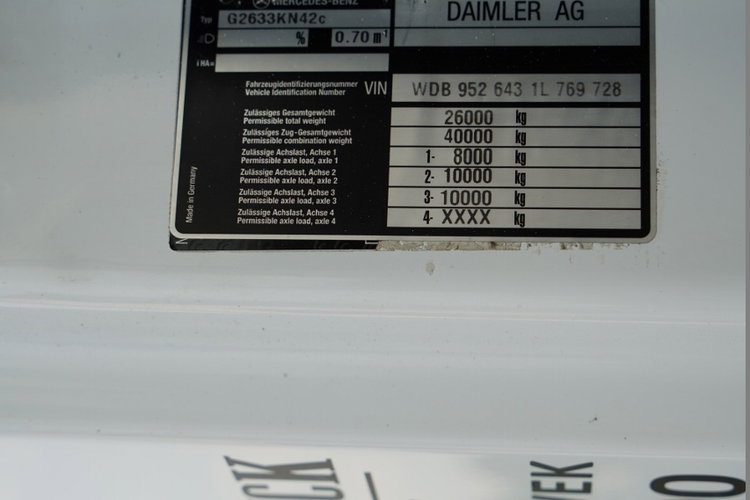 MERCEDES-BENZ
DAIMLER AG
Typ G2633KN42c
% 0.70 m⁻¹
Fahrzeugidentifizierungsnummer
Vehicle Identification Number
VIN WDB 952 643 1L 769 728
Zulässiges Gesamtgewicht
Permissible total weight
26000 kg
Zulässiges Zug-Gesamtgewicht
Permissible combination weight
40000 kg
Zulässige Achslast, Achse 1
Permissible axle load, axle 1
1- 8000 kg
Zulässige Achslast, Achse 2
Permissible axle load, axle 2
2- 10000 kg
Zulässige Achslast, Achse 3
Permissible axle load, axle 3
3- 10000 kg
Zulässige Achslast, Achse 4
Permissible axle load, axle 4
4- XXXX kg
Made in Germany
CK
YEK
O